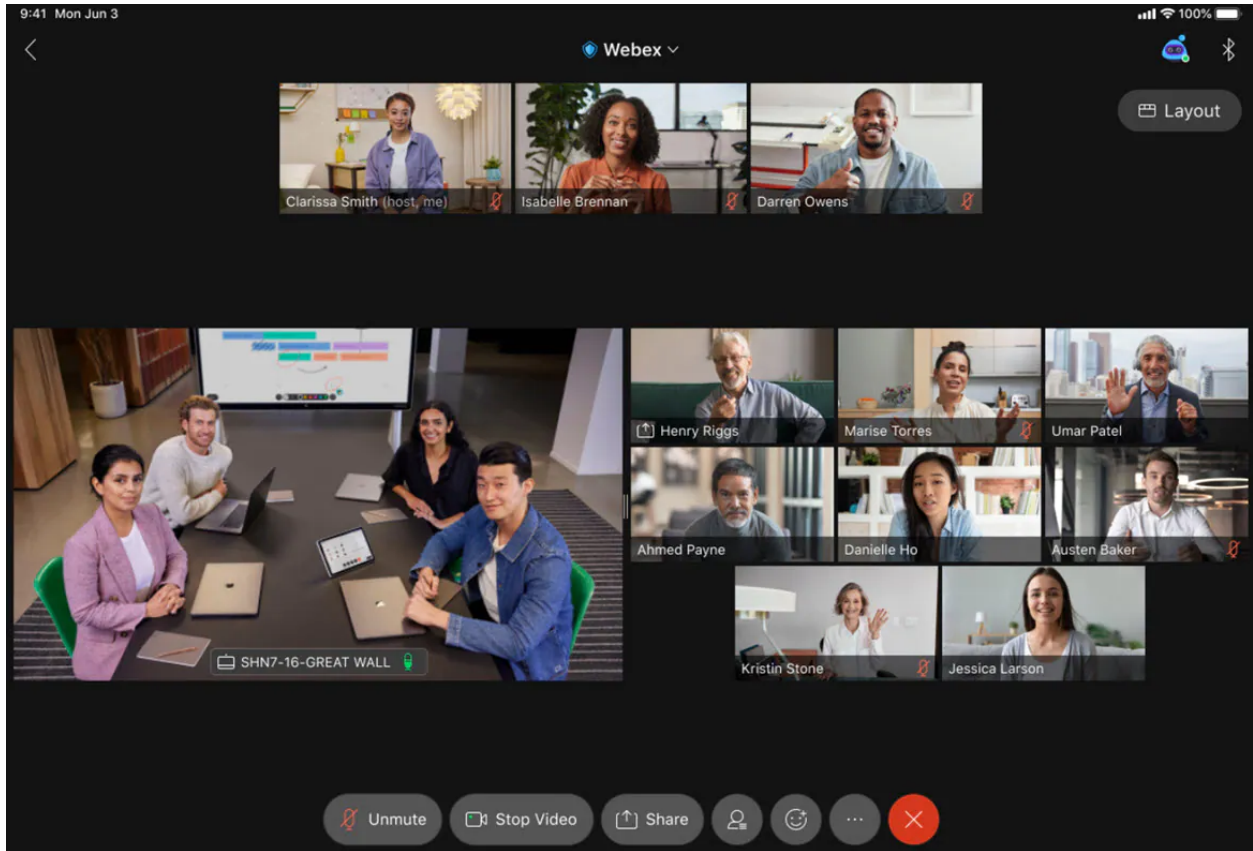 9:41 Mon Jun 3
100%
Webex
Layout
Clarissa Smith (host, me)
Isabelle Brennan
Darren Owens
SHN7-16-GREAT WALL
Henry Riggs
Marise Torres
Umar Patel
Ahmed Payne
Danielle Ho
Austen Baker
Kristin Stone
Jessica Larson
Unmute
Stop Video
Share